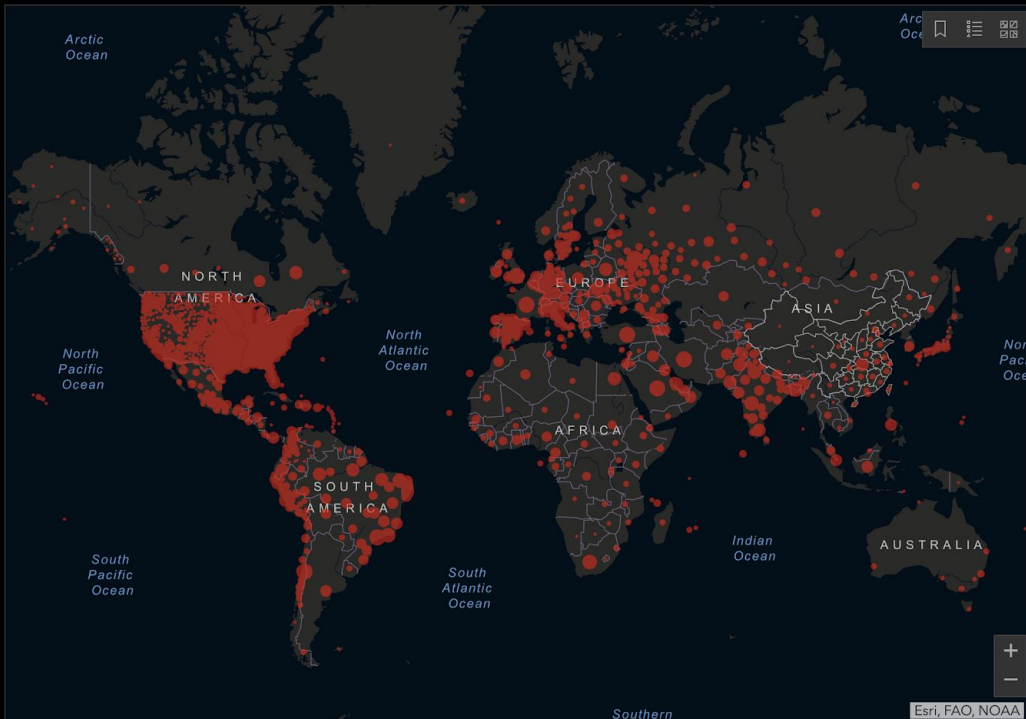 Arctic
Ocean
Arc
Oce
NORTH
AMERICA
EUROPE
ASIA
North
Pacific
Ocean
North
Atlantic
Ocean
Nor
Pac
Oce
AFRICA
SOUTH
AMERICA
Indian
Ocean
AUSTRALIA
South
Pacific
Ocean
South
Atlantic
Ocean
Southern
Esri, FAO, NOAA